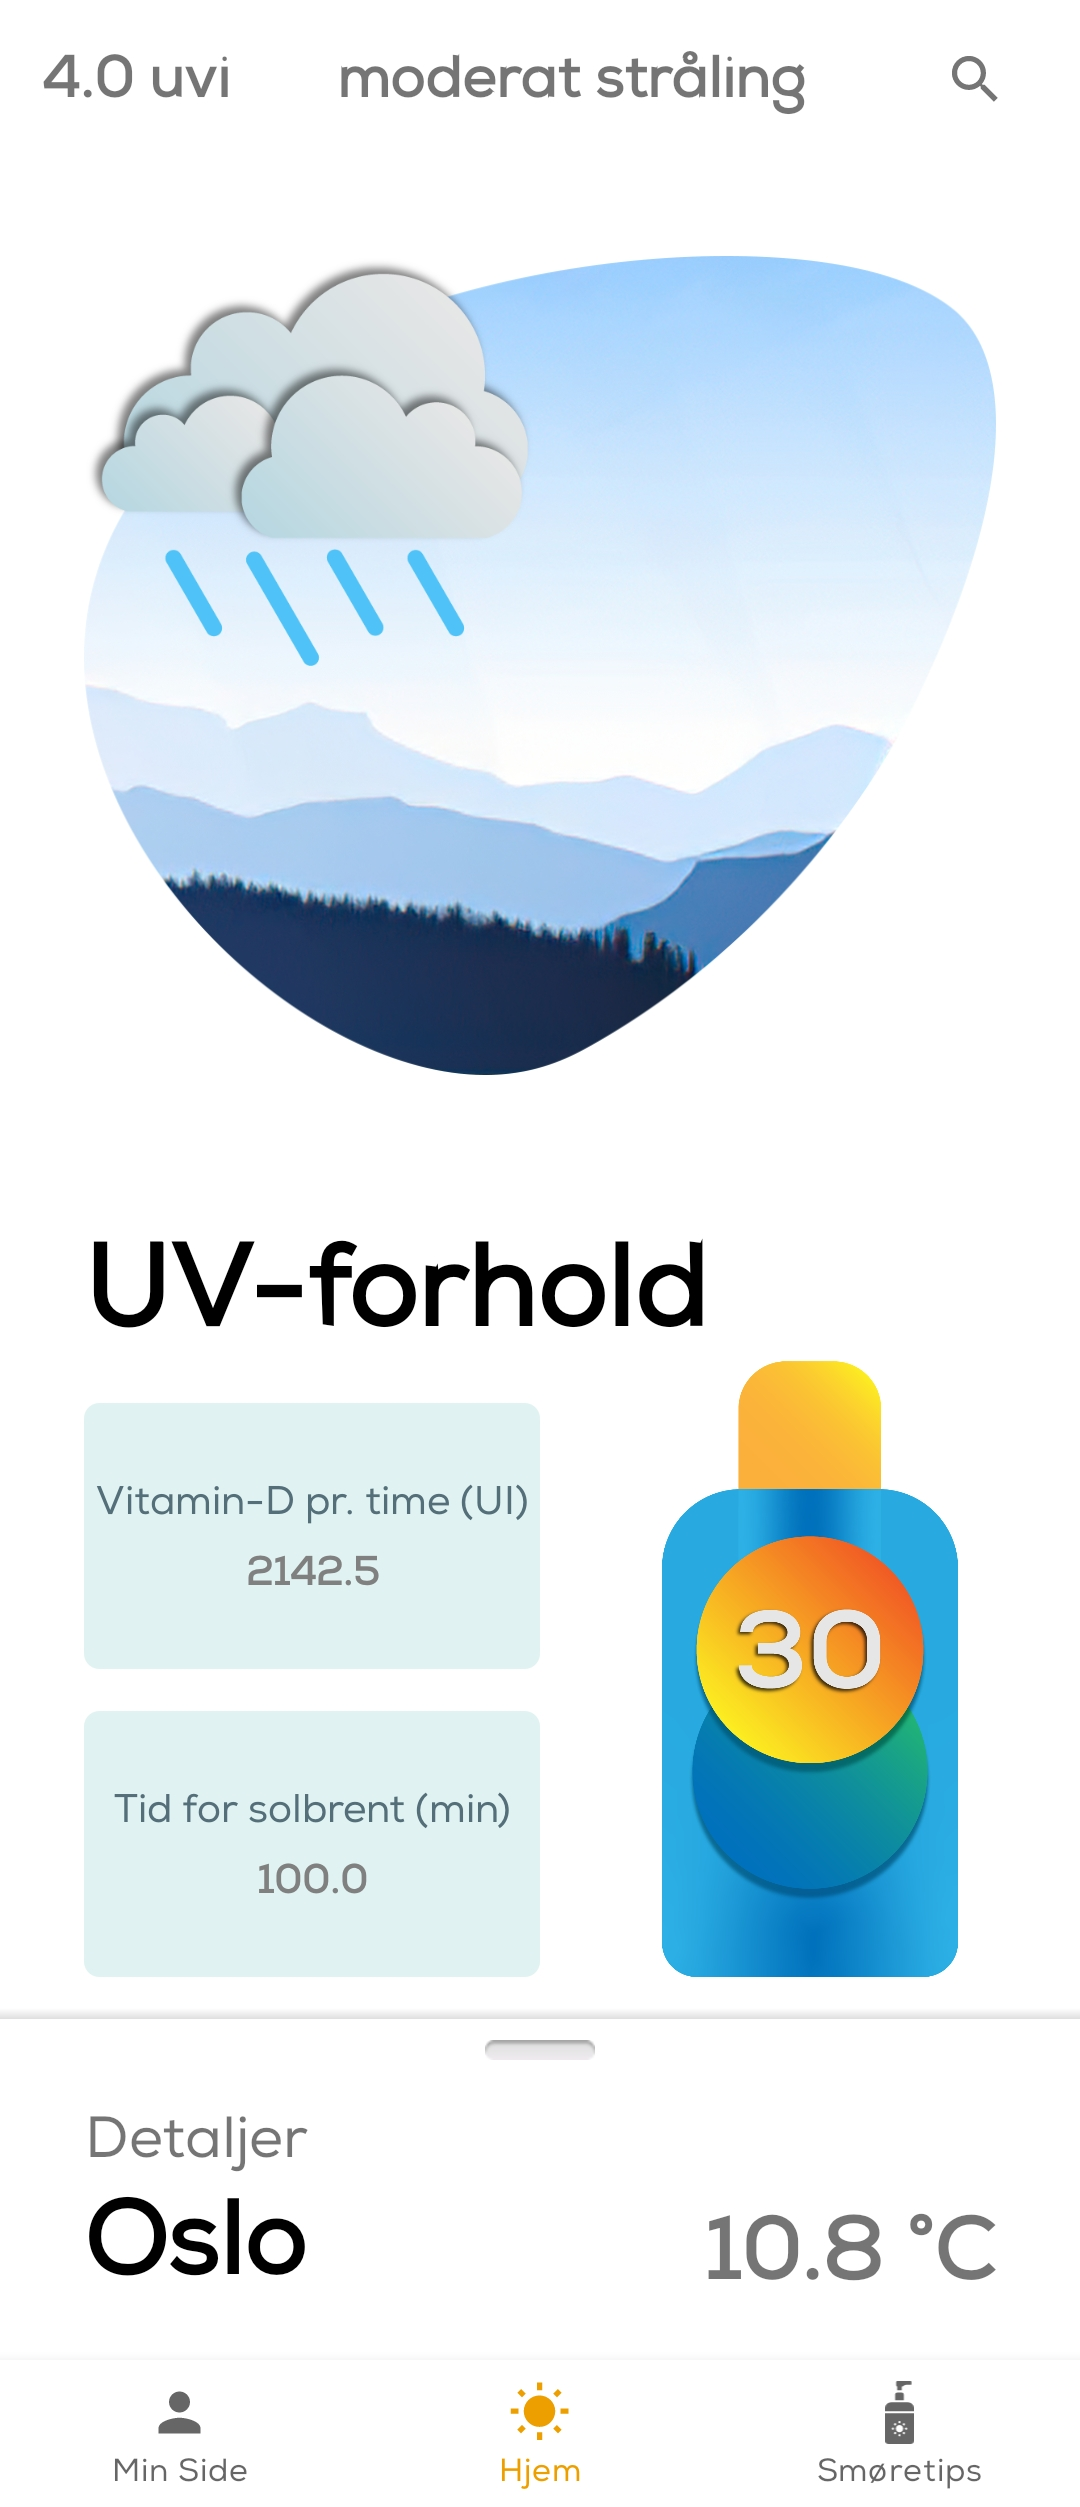 4.0 uvi moderat stråling
UV-forhold
Vitamin-D pr. time (UI)
2142.5
30
Tid for solbrent (min)
100.0
Detaljer
Oslo
10.8 °C
Min Side Hjem Smøretips